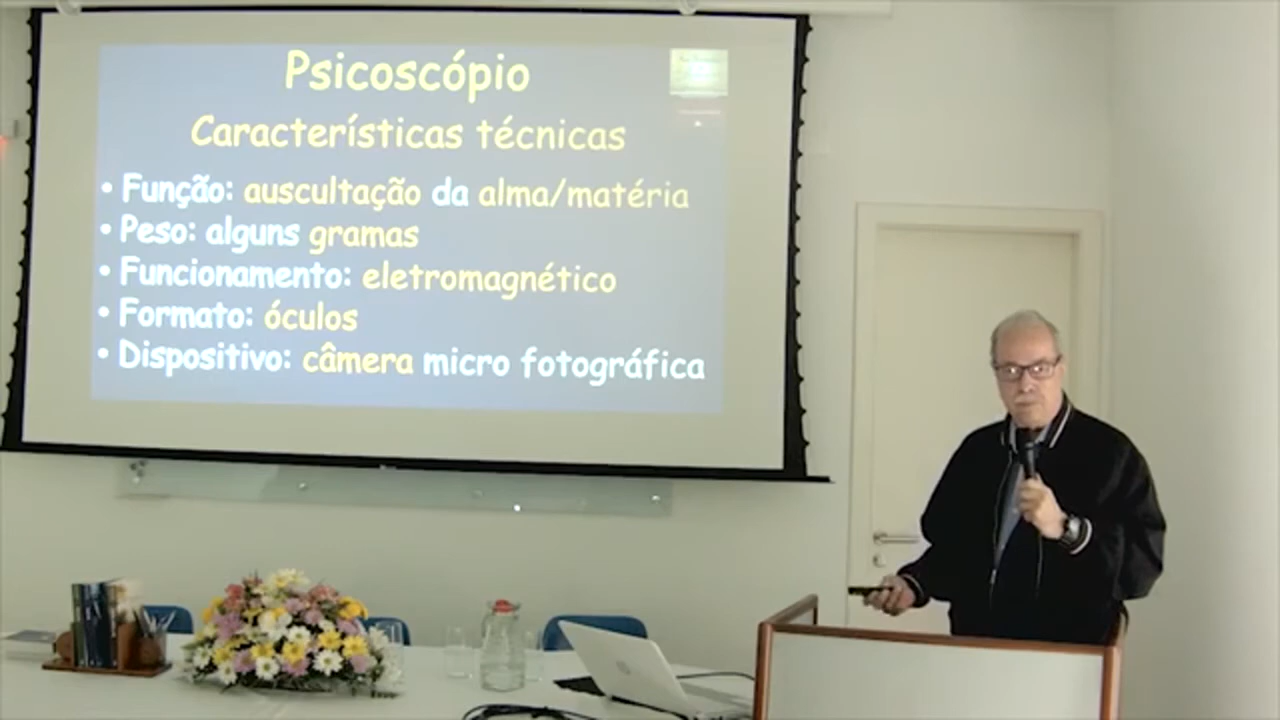 Psicoscópio
Características técnicas
• Função: auscultação da alma/matéria
• Peso: alguns gramas
• Funcionamento: eletromagnético
• Formato: óculos
• Dispositivo: câmera micro fotográfica